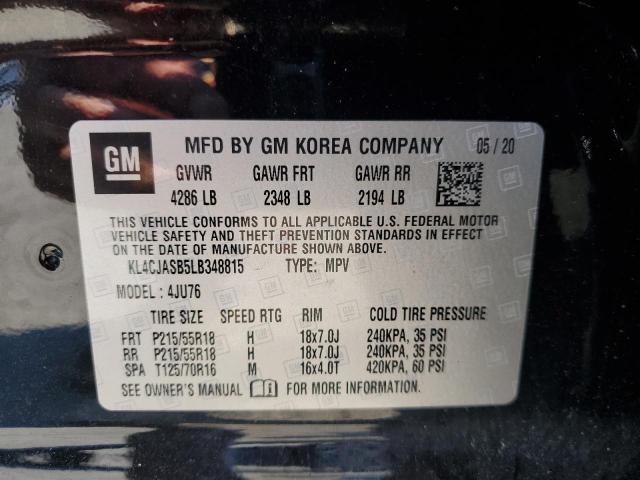 GM MFD BY GM KOREA COMPANY 05 / 20
GVWR GAWR FRT GAWR RR
4286 LB 2348 LB 2194 LB
THIS VEHICLE CONFORMS TO ALL APPLICABLE U.S. FEDERAL MOTOR
VEHICLE SAFETY AND THEFT PREVENTION STANDARDS IN EFFECT
ON THE DATE OF MANUFACTURE SHOWN ABOVE.
KL4CJASB5LB348815 TYPE: MPV
MODEL : 4JU76
TIRE SIZE SPEED RTG RIM COLD TIRE PRESSURE
FRT P215/55R18 H 18x7.0J 240KPA, 35 PSI
RR P215/55R18 H 18x7.0J 240KPA, 35 PSI
SPA T125/70R16 M 16x4.0T 420KPA, 60 PSI
SEE OWNER'S MANUAL FOR MORE INFORMATION.